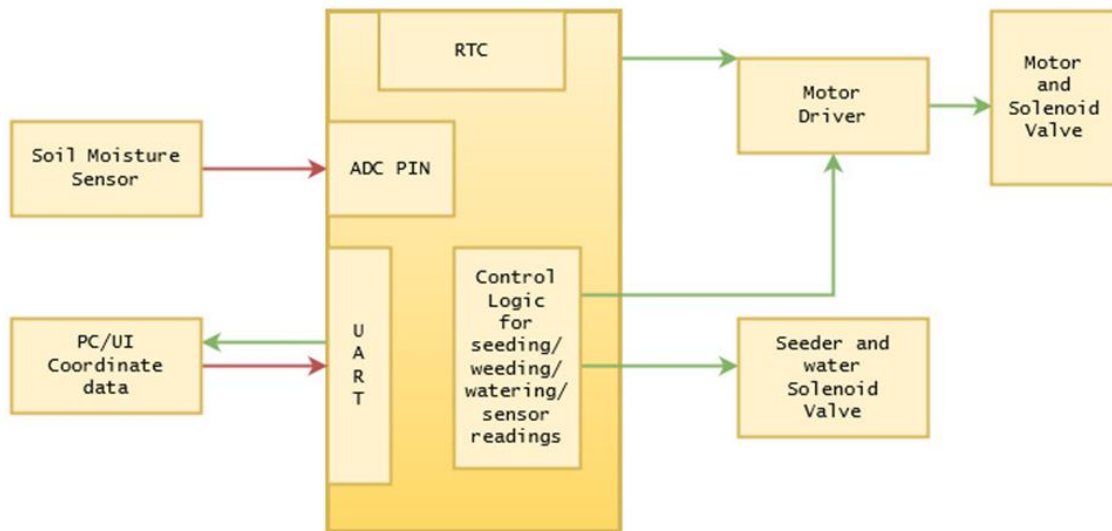 RTC
Motor
Driver
Motor
and
Solenoid
Valve
Soil Moisture
Sensor
ADC PIN
PC/UI
Coordinate
data
U
A
R
T
Control
Logic
for
seeding/
weeding/
watering/
sensor
readings
Seeder and
water
Solenoid
Valve